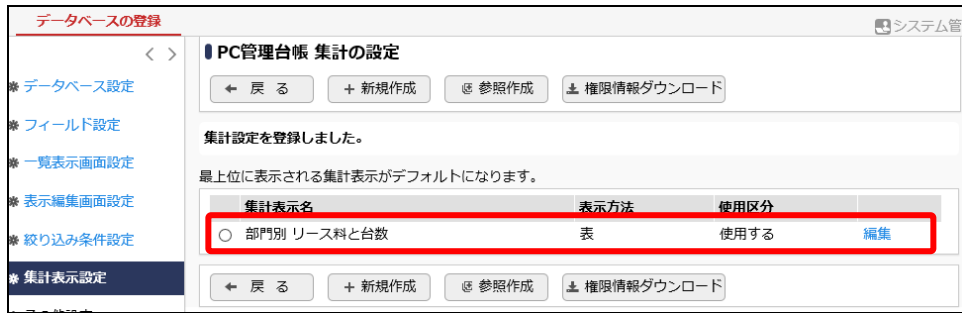 データベースの登録
システム管
< >
PC管理台帳 集計の設定
← 戻 る + 新規作成 参照作成 権限情報ダウンロード
※ データベース設定
※ フィールド設定
集計設定を登録しました。
※ 一覧表示画面設定
最上位に表示される集計表示がデフォルトになります。
※ 表示編集画面設定
集計表示名 表示方法 使用区分
部門別 リース料と台数 表 使用する 編集
※ 絞り込み条件設定
※ 集計表示設定
← 戻 る + 新規作成 参照作成 権限情報ダウンロード